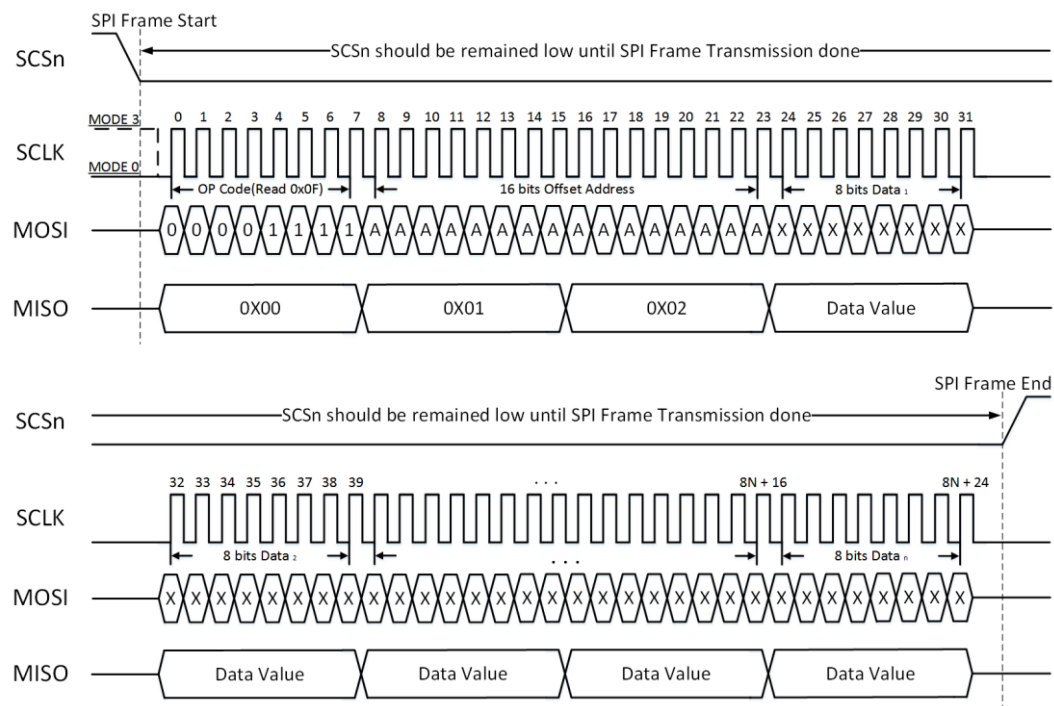 SPI Frame Start
SCSn
SCSn should be remained low until SPI Frame Transmission done
MODE 3
0 1 2 3 4 5 6 7 8 9 10 11 12 13 14 15 16 17 18 19 20 21 22 23 24 25 26 27 28 29 30 31
SCLK
MODE 0
OP Code(Read 0x0F) 16 bits Offset Address 8 bits Data 1
MOSI 0 0 0 0 1 1 1 1 A A A A A A A A A A A A A A A A X X X X X X X X
MISO 0X00 0X01 0X02 Data Value
SPI Frame End
SCSn
SCSn should be remained low until SPI Frame Transmission done
32 33 34 35 36 37 38 39 . . . 8N + 16 8N + 24
SCLK
8 bits Data 2 . . . 8 bits Data n
MOSI X X X X X X X X X X X X X X X X X X X X X X X X X X X X X X X X
MISO Data Value Data Value Data Value Data Value